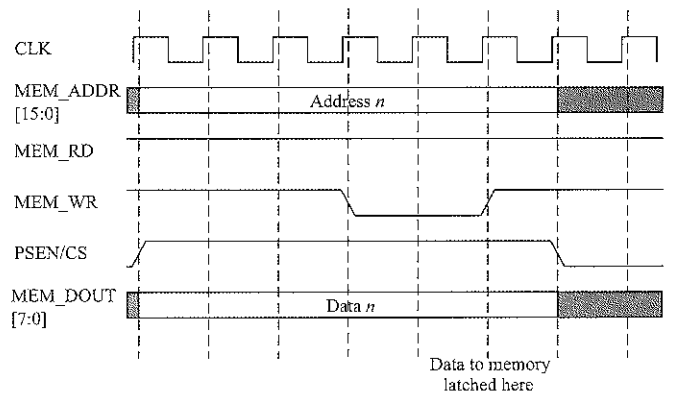 CLK
MEM_ADDR
[15:0]
Address n
MEM_RD
MEM_WR
PSEN/CS
MEM_DOUT
[7:0]
Data n
Data to memory
latched here